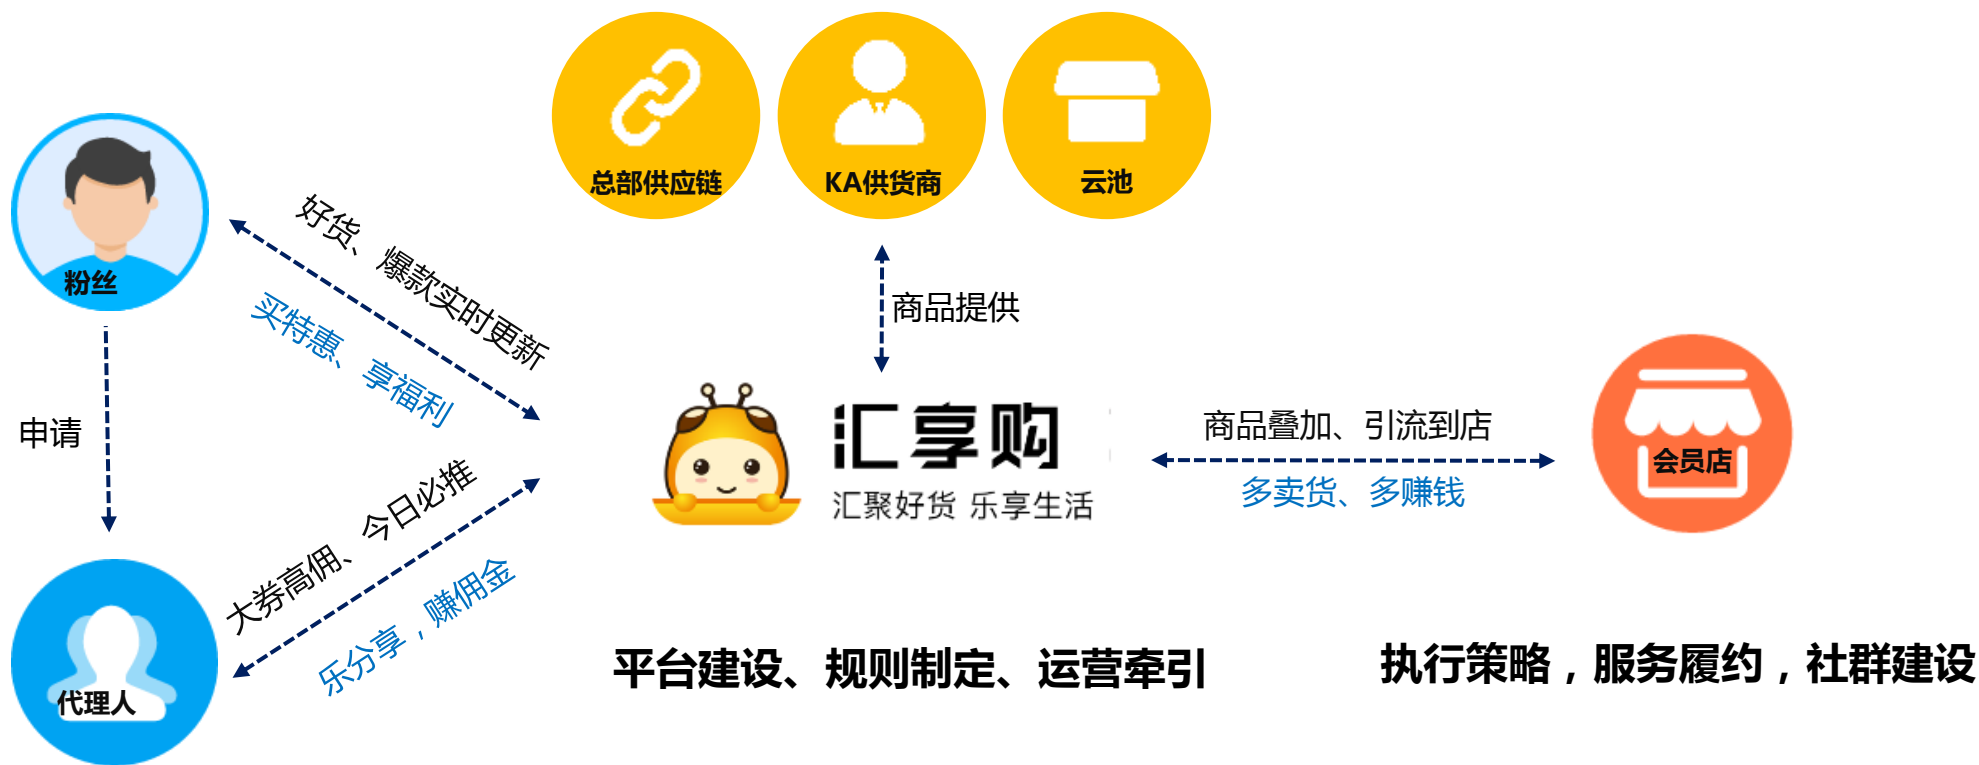 总部供应链
KA供货商
云池
粉丝
好货、爆款实时更新
买特惠、享福利
商品提供
申请
汇享购
汇聚好货 乐享生活
商品叠加、引流到店
多卖货、多赚钱
会员店
大券高佣、今日必推
乐分享，赚佣金
代理人
平台建设、规则制定、运营牵引
执行策略，服务履约，社群建设